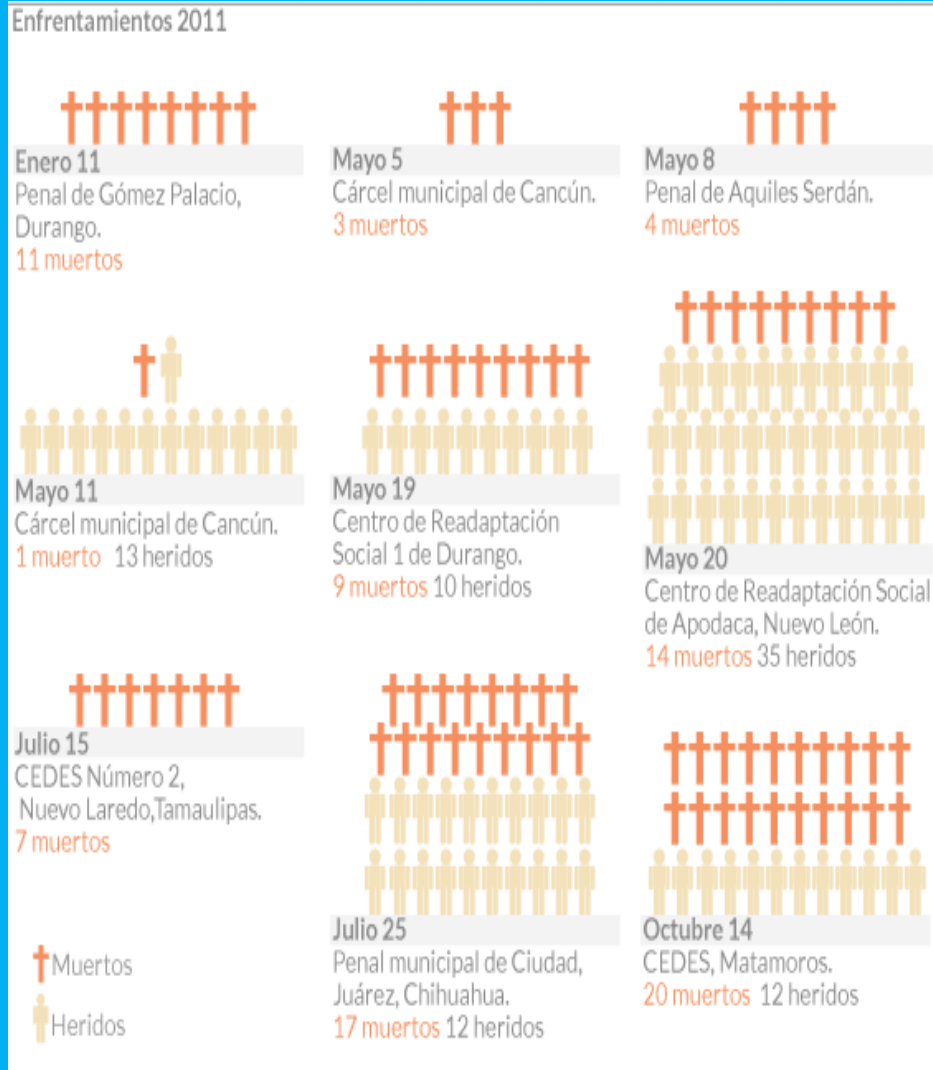 Enfrentamientos 2011
Enero 11
Penal de Gómez Palacio,
Durango.
11 muertos
Mayo 5
Cárcel municipal de Cancún.
3 muertos
Mayo 8
Penal de Aquiles Serdán.
4 muertos
Mayo 11
Cárcel municipal de Cancún.
1 muerto 13 heridos
Mayo 19
Centro de Readaptación
Social 1 de Durango.
9 muertos 10 heridos
Mayo 20
Centro de Readaptación Social
de Apodaca, Nuevo León.
14 muertos 35 heridos
Julio 15
CEDES Número 2,
Nuevo Laredo,Tamaulipas.
7 muertos
Julio 25
Penal municipal de Ciudad,
Juárez, Chihuahua.
17 muertos 12 heridos
Octubre 14
CEDES, Matamoros.
20 muertos 12 heridos
Muertos
Heridos